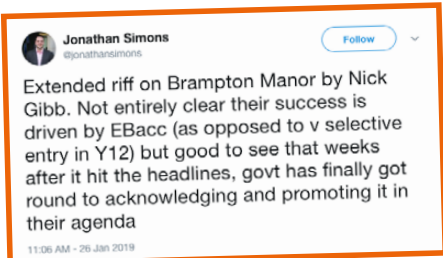 Jonathan Simons
@jonathansimons
Follow
Extended riff on Brampton Manor by Nick
Gibb. Not entirely clear their success is
driven by EBacc (as opposed to v selective
entry in Y12) but good to see that weeks
after it hit the headlines, govt has finally got
round to acknowledging and promoting it in
their agenda
11:06 AM - 26 Jan 2019